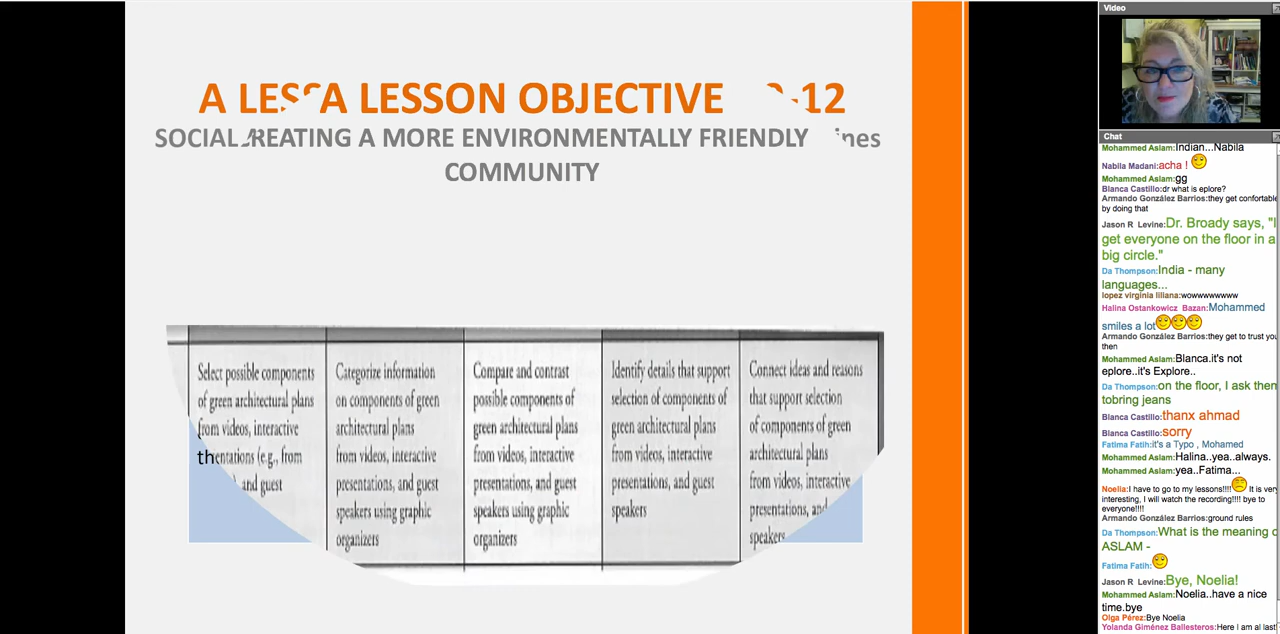 A LESSA LESSON OBJECTIVE -12
SOCIAL REATING A MORE ENVIRONMENTALLY FRIENDLY ines
COMMUNITY
Select possible components
of green architectural plans
from videos, interactive
thentations (e.g., from
, and guest
Categorize information
on components of green
architectural plans
from videos, interactive
presentations, and guest
speakers using graphic
organizers
Compare and contrast
possible components of
green architectural plans
from videos, interactive
presentations, and guest
speakers using graphic
organizers
Identify details that support
selection of components of
green architectural plans
from videos, interactive
presentations, and guest
speakers
Connect ideas and reasons
that support selection
of components of green
architectural plans
from videos, interactive
presentations, and
speakers
Video
Chat
Mohammed Aslam:Indian...Nabila
Nabila Madani:acha !
Mohammed Aslam:gg
Blanca Castillo:dr what is eplore?
Armando González Barrios:they get confortable
by doing that
Jason R Levine:Dr. Broady says, "I
get everyone on the floor in a
big circle."
Da Thompson:India - many
languages...
lopez virginia liliana:wowwwwwwww
Halina Ostankowicz Bazan:Mohammed
smiles a lot
Armando González Barrios:they get to trust you
then
Mohammed Aslam:Blanca.it's not
eplore..it's Explore..
Da Thompson:on the floor, I ask then
tobring jeans
Blanca Castillo:thanx ahmad
Blanca Castillo:sorry
Fatima Fatih:it's a Typo , Mohamed
Mohammed Aslam:Halina..yea..always.
Mohammed Aslam:yea..Fatima...
Noelia:I have to go to my lessons!!!! It is very
interesting, I will watch the recording!!!! bye to
everyone!!!!
Armando González Barrios:ground rules
Da Thompson:What is the meaning o
ASLAM -
Fatima Fatih:
Jason R Levine:Bye, Noelia!
Mohammed Aslam:Noelia..have a nice
time.bye
Olga Pérez:Bye Noelia
Yolanda Giménez Ballesteros:Here I am al last